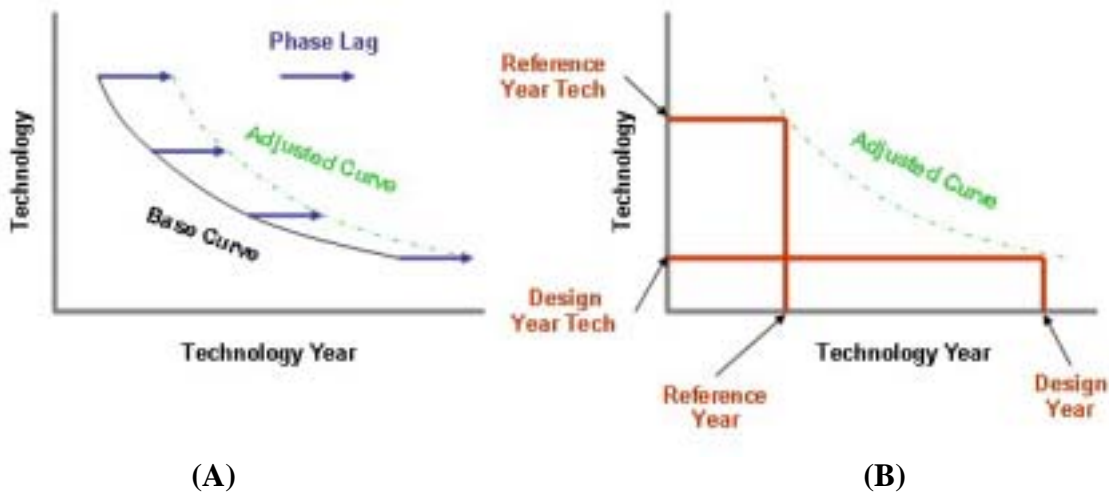 Phase Lag
Technology
Adjusted Curve
Base Curve
Technology Year
(A)
Reference
Year Tech
Technology
Adjusted Curve
Design
Year Tech
Technology Year
Reference
Year
Design
Year
(B)